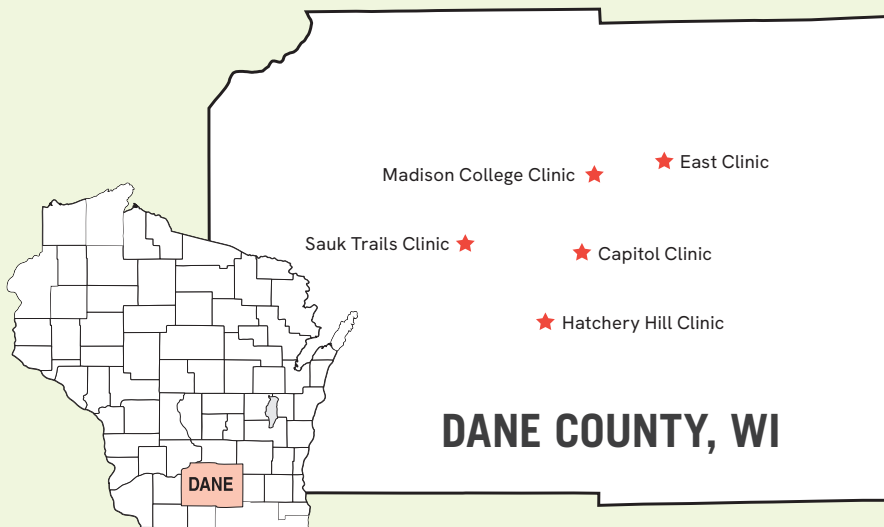 East Clinic
Madison College Clinic
Sauk Trails Clinic
Capitol Clinic
Hatchery Hill Clinic
DANE COUNTY, WI
DANE